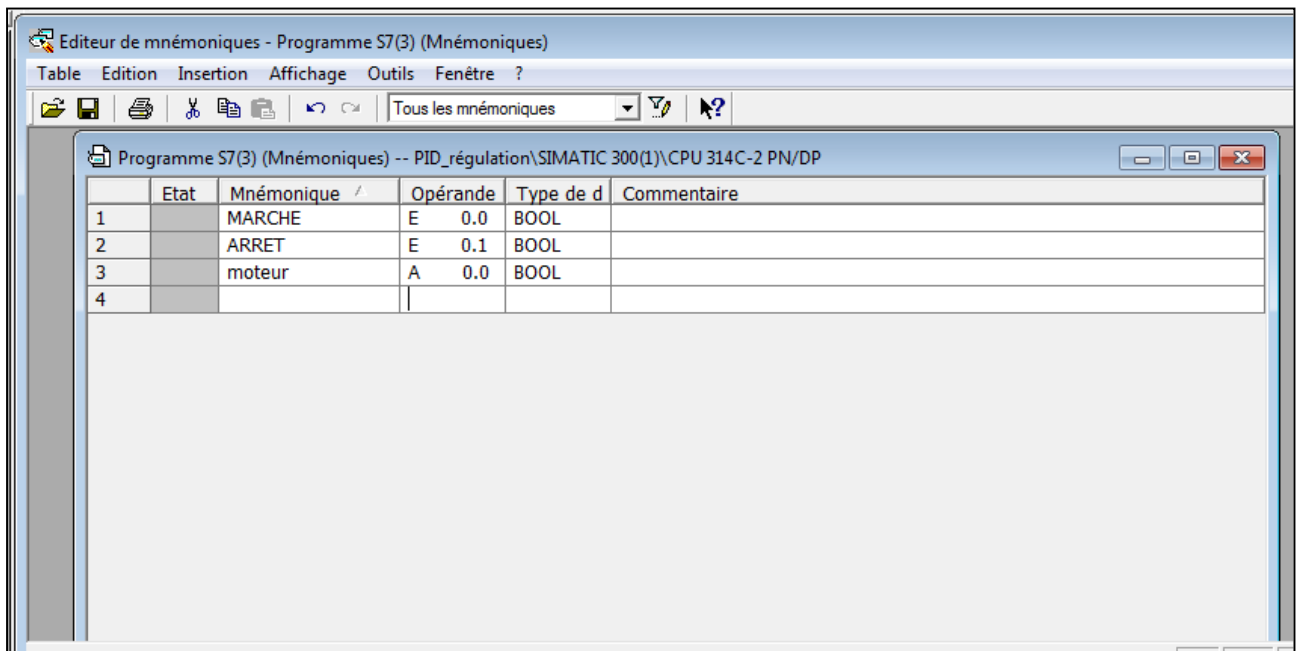 Editeur de mnémoniques - Programme S7(3) (Mnémoniques)
Table Edition Insertion Affichage Outils Fenêtre ?
Tous les mnémoniques
Programme S7(3) (Mnémoniques) -- PID_régulation\SIMATIC 300(1)\CPU 314C-2 PN/DP
Etat Mnémonique Opérande Type de d Commentaire
1 MARCHE E 0.0 BOOL
2 ARRET E 0.1 BOOL
3 moteur A 0.0 BOOL
4